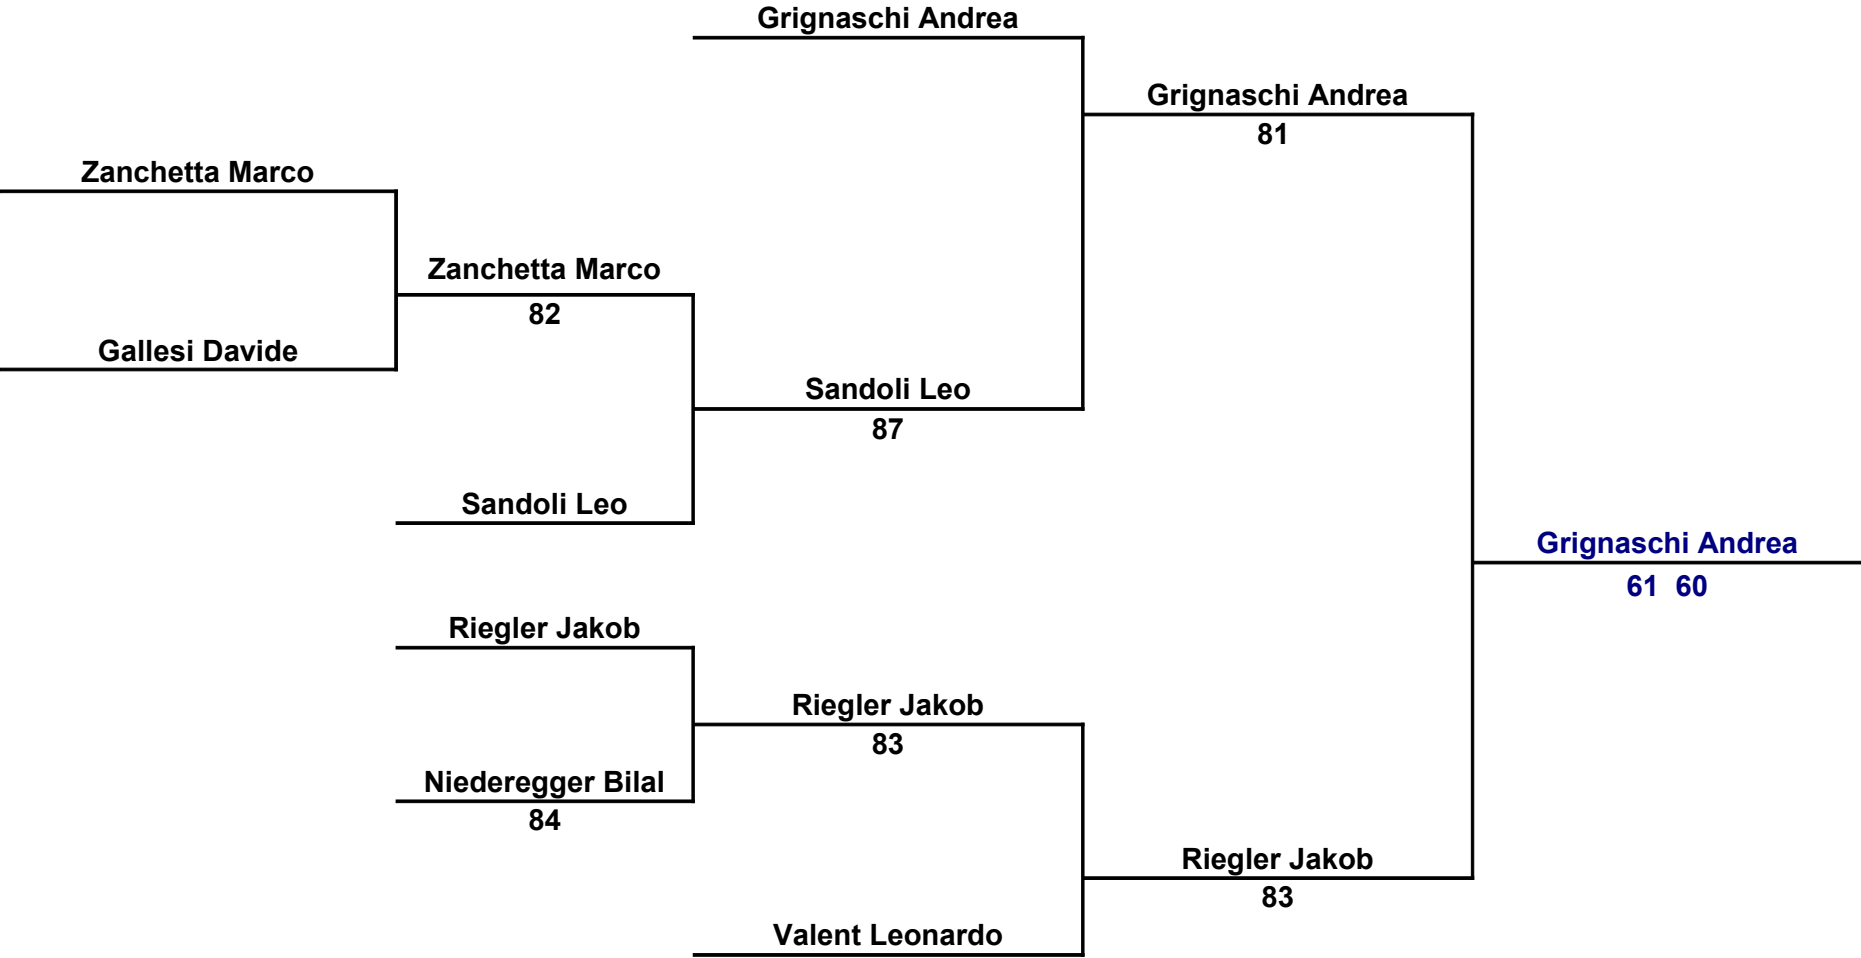 Grignaschi Andrea
Grignaschi Andrea
81
Zanchetta Marco
Zanchetta Marco
82
Gallesi Davide
Sandoli Leo
87
Sandoli Leo
Grignaschi Andrea
61 60
Riegler Jakob
Riegler Jakob
83
Niederegger Bilal
84
Riegler Jakob
83
Valent Leonardo